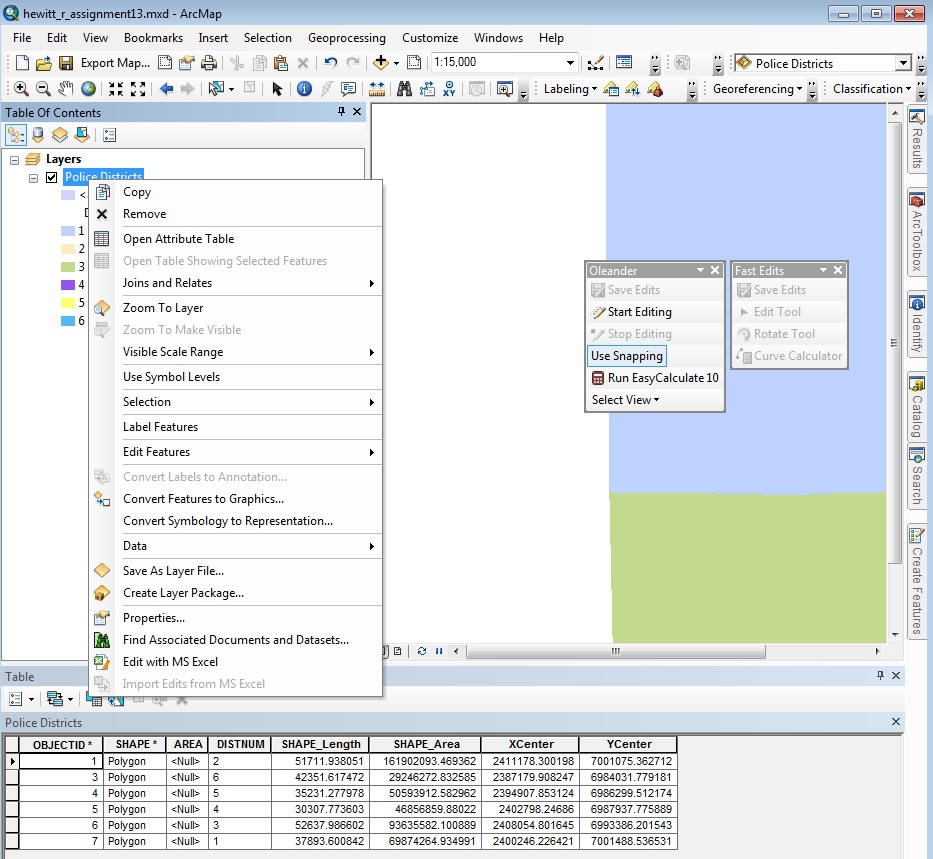 hewitt_r_assignment13.mxd - ArcMap
File Edit View Bookmarks Insert Selection Geoprocessing Customize Windows Help
Export Map... 1:15,000 Police Districts
Labeling Georeferencing Classification
Table Of Contents
Layers
Police Districts
<
1
2
3
4
5
6
Copy
Remove
Open Attribute Table
Open Table Showing Selected Features
Joins and Relates
Zoom To Layer
Zoom To Make Visible
Visible Scale Range
Use Symbol Levels
Selection
Label Features
Edit Features
Convert Labels to Annotation...
Convert Features to Graphics...
Convert Symbology to Representation...
Data
Save As Layer File...
Create Layer Package...
Properties...
Find Associated Documents and Datasets...
Edit with MS Excel
Import Edits from MS Excel
Oleander
Save Edits
Start Editing
Stop Editing
Use Snapping
Run EasyCalculate 10
Select View
Fast Edits
Save Edits
Edit Tool
Rotate Tool
Curve Calculator
Results
ArcToolbox
Identify
Catalog
Search
Create Features
Table
Police Districts
OBJECTID * SHAPE * AREA DISTNUM SHAPE_Length SHAPE_Area XCenter YCenter
1 Polygon <Null> 2 51711.938051 161902093.469362 2411178.300198 7001075.362712
3 Polygon <Null> 6 42351.617472 29246272.832585 2387179.908247 6984031.779181
4 Polygon <Null> 5 35231.277978 50593912.582962 2394907.853124 6986299.512174
5 Polygon <Null> 4 30307.773978 46856859.88022 2402798.24686 6987937.775889
6 Polygon <Null> 3 52637.986602 93635582.100889 2408054.801645 6993386.201543
7 Polygon <Null> 1 37893.600842 69874264.934991 2400246.226421 7001488.536531